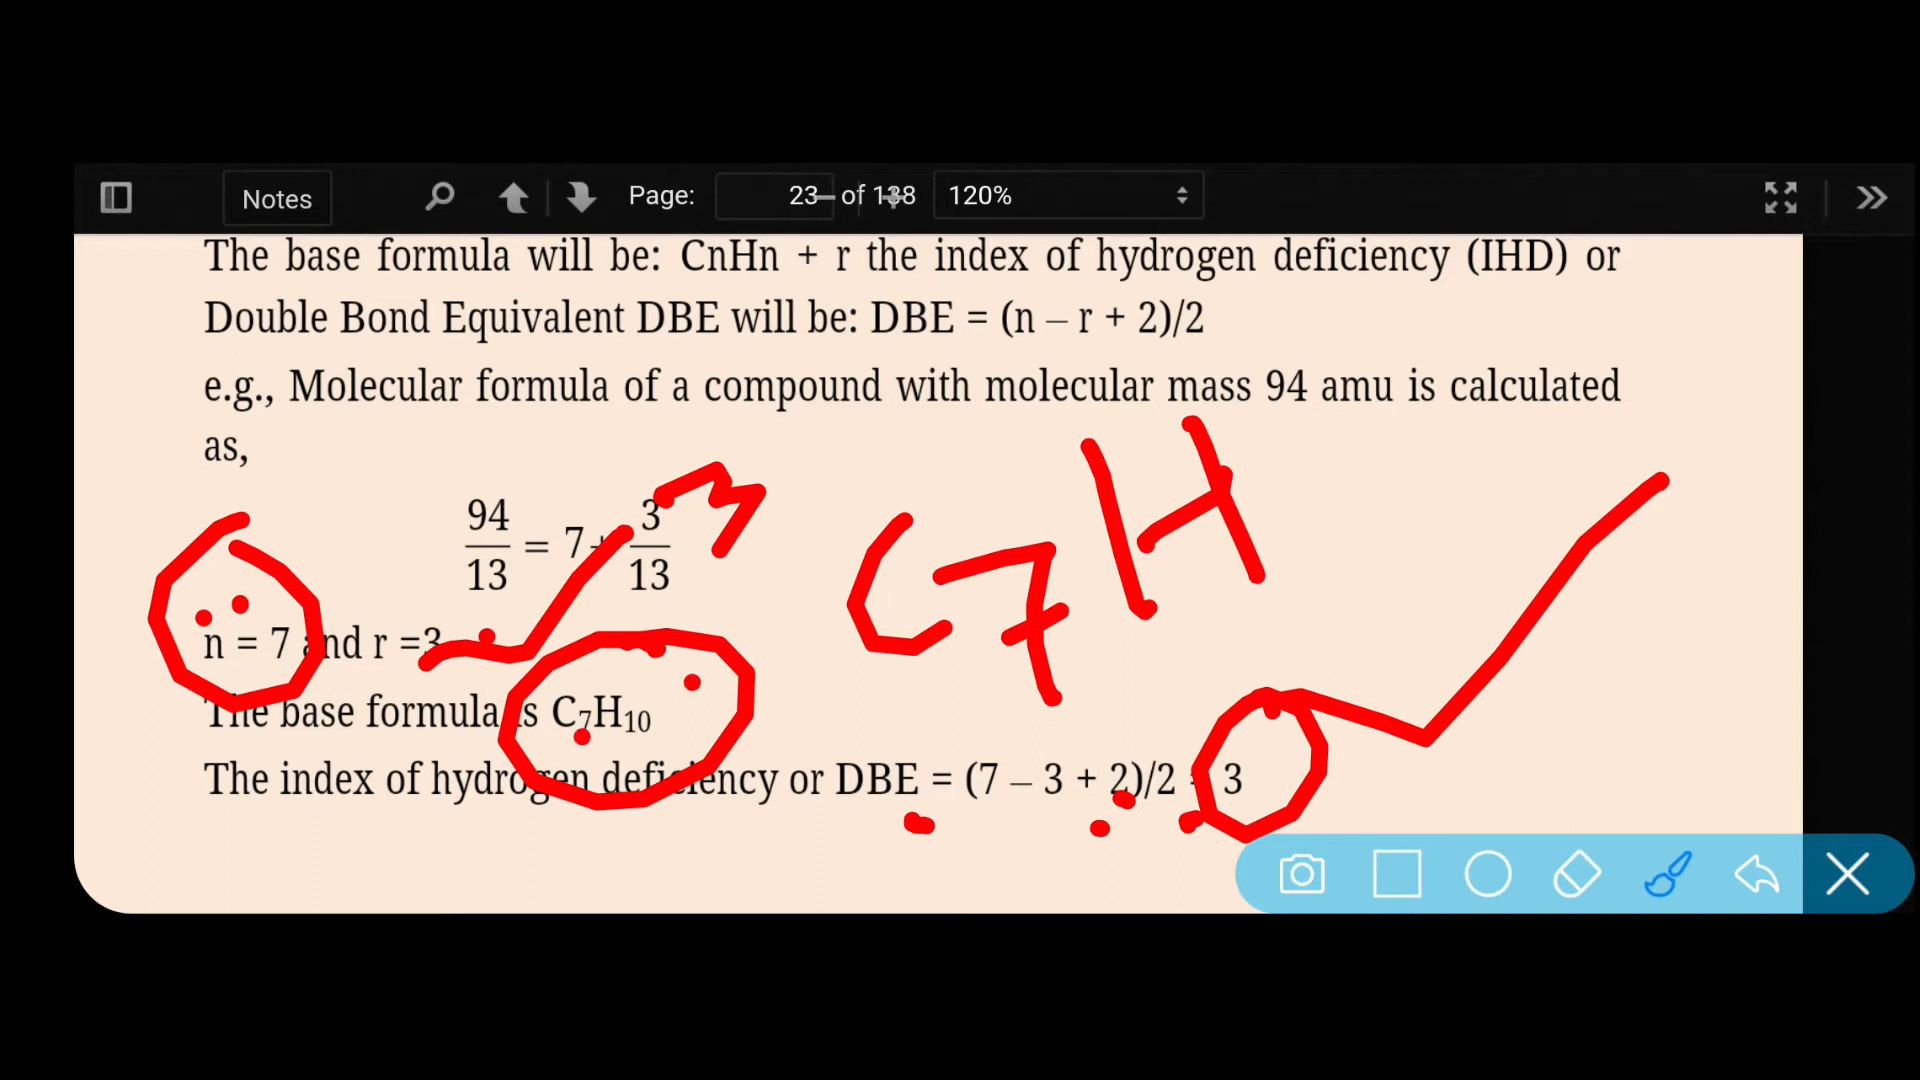 Notes Page: 23 of 138 120%
The base formula will be: CnHn + r the index of hydrogen deficiency (IHD) or
Double Bond Equivalent DBE will be: DBE = (n – r + 2)/2
e.g., Molecular formula of a compound with molecular mass 94 amu is calculated
as,
94/13 = 7+ 3/13
3
C7H
n = 7 and r =3
The base formula is C₇H₁₀
The index of hydrogen deficiency or DBE = (7 – 3 + 2)/2 = 3